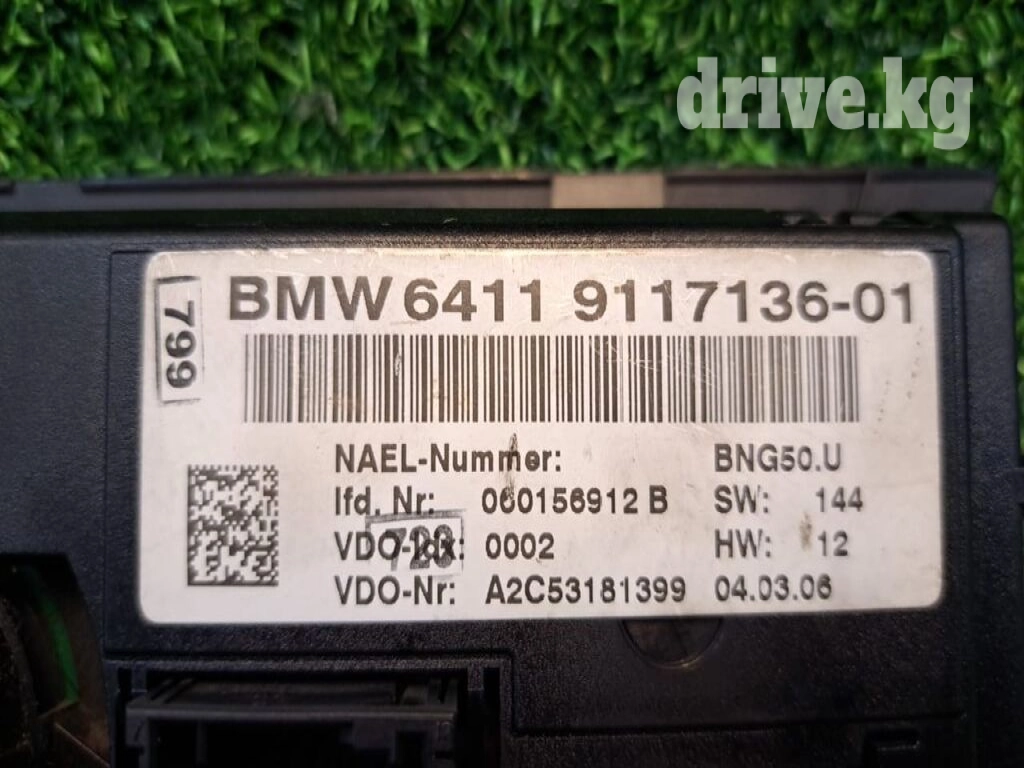 drive.kg
BMW 6411 9117136-01
799
NAEL-Nummer: BNG50.U
lfd. Nr: 060156912 B SW: 144
VDO-Idx: 0002 HW: 12
728
VDO-Nr: A2C53181399 04.03.06